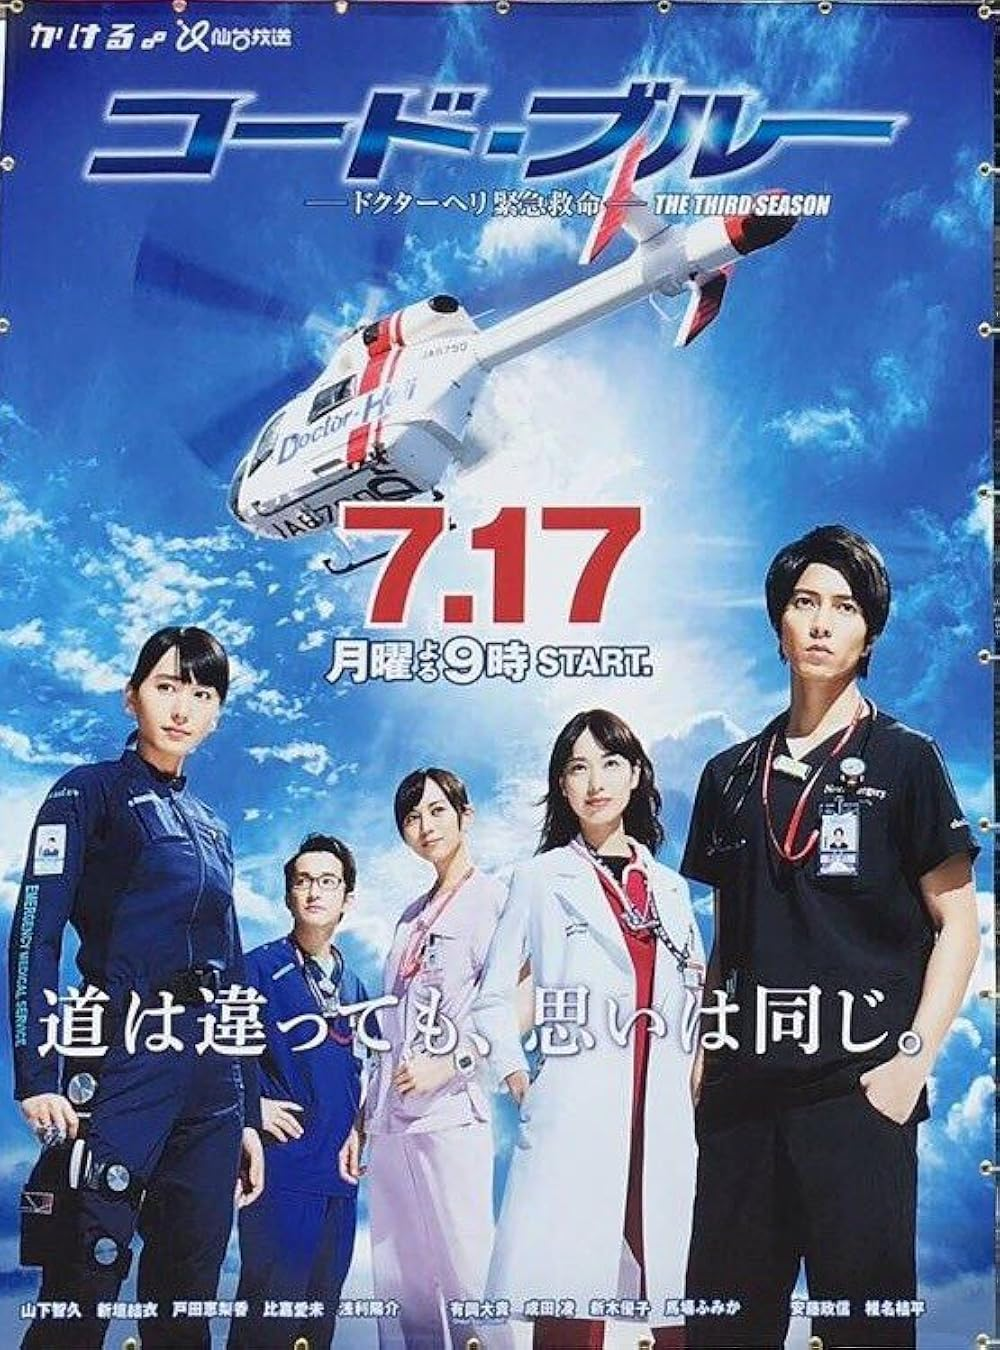 かける。 仙台放送
コード・ブルー
―ドクターヘリ緊急救命― THE THIRD SEASON
JA6750
Doctor-Heli
7.17
月曜よる9時 START.
EMERGENCY MEDICAL SERVICE
道は違っても、思いは同じ。
山下智久 新垣結衣 戸田恵梨香 比嘉愛未 浅利陽介 有岡大貴 成田凌 新木優子 馬場ふみか 安藤政信 椎名桔平